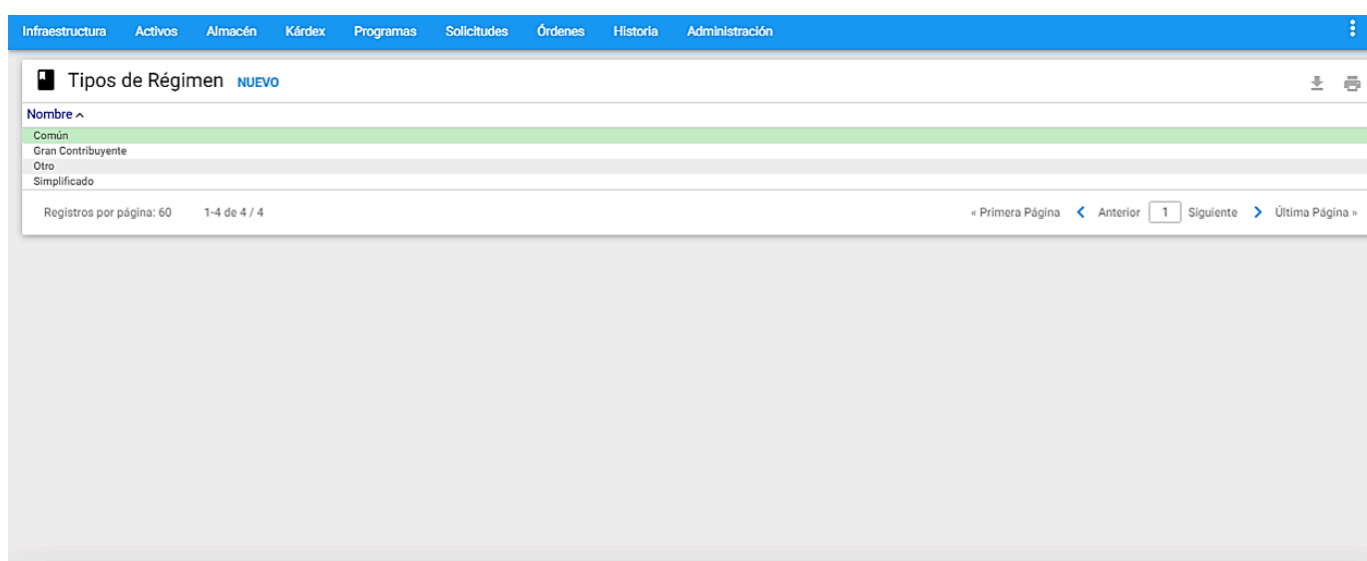 Infraestructura Activos Almacén Kárdex Programas Solicitudes Órdenes Historia Administración
Tipos de Régimen NUEVO
Nombre
Común
Gran Contribuyente
Otro
Simplificado
Registros por página: 60 1-4 de 4 / 4 « Primera Página Anterior 1 Siguiente Última Página »